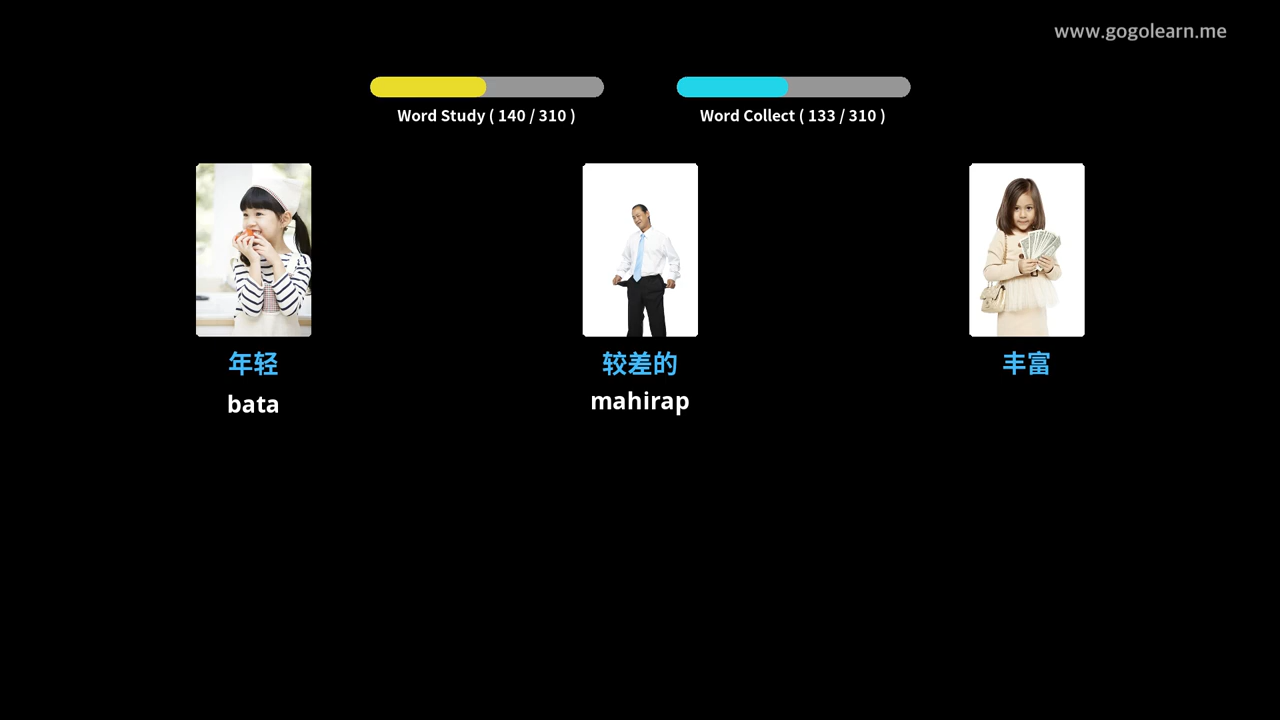 www.gogolearn.me
Word Study ( 140 / 310 )
Word Collect ( 133 / 310 )
年轻
bata
较差的
mahirap
丰富